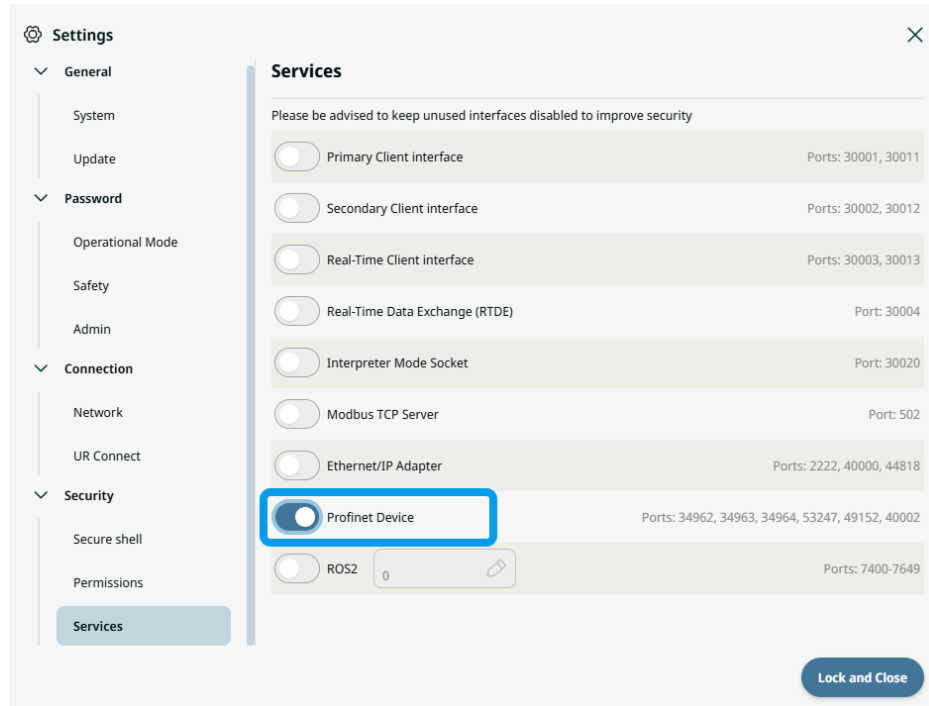 Settings
General
System
Update
Password
Operational Mode
Safety
Admin
Connection
Network
UR Connect
Security
Secure shell
Permissions
Services
Services
Please be advised to keep unused interfaces disabled to improve security
Primary Client interface Ports: 30001, 30011
Secondary Client interface Ports: 30002, 30012
Real-Time Client interface Ports: 30003, 30013
Real-Time Data Exchange (RTDE) Port: 30004
Interpreter Mode Socket Port: 30020
Modbus TCP Server Port: 502
Ethernet/IP Adapter Ports: 2222, 40000, 44818
Profinet Device Ports: 34962, 34963, 34964, 53247, 49152, 40002
ROS2 0 Ports: 7400-7649
Lock and Close